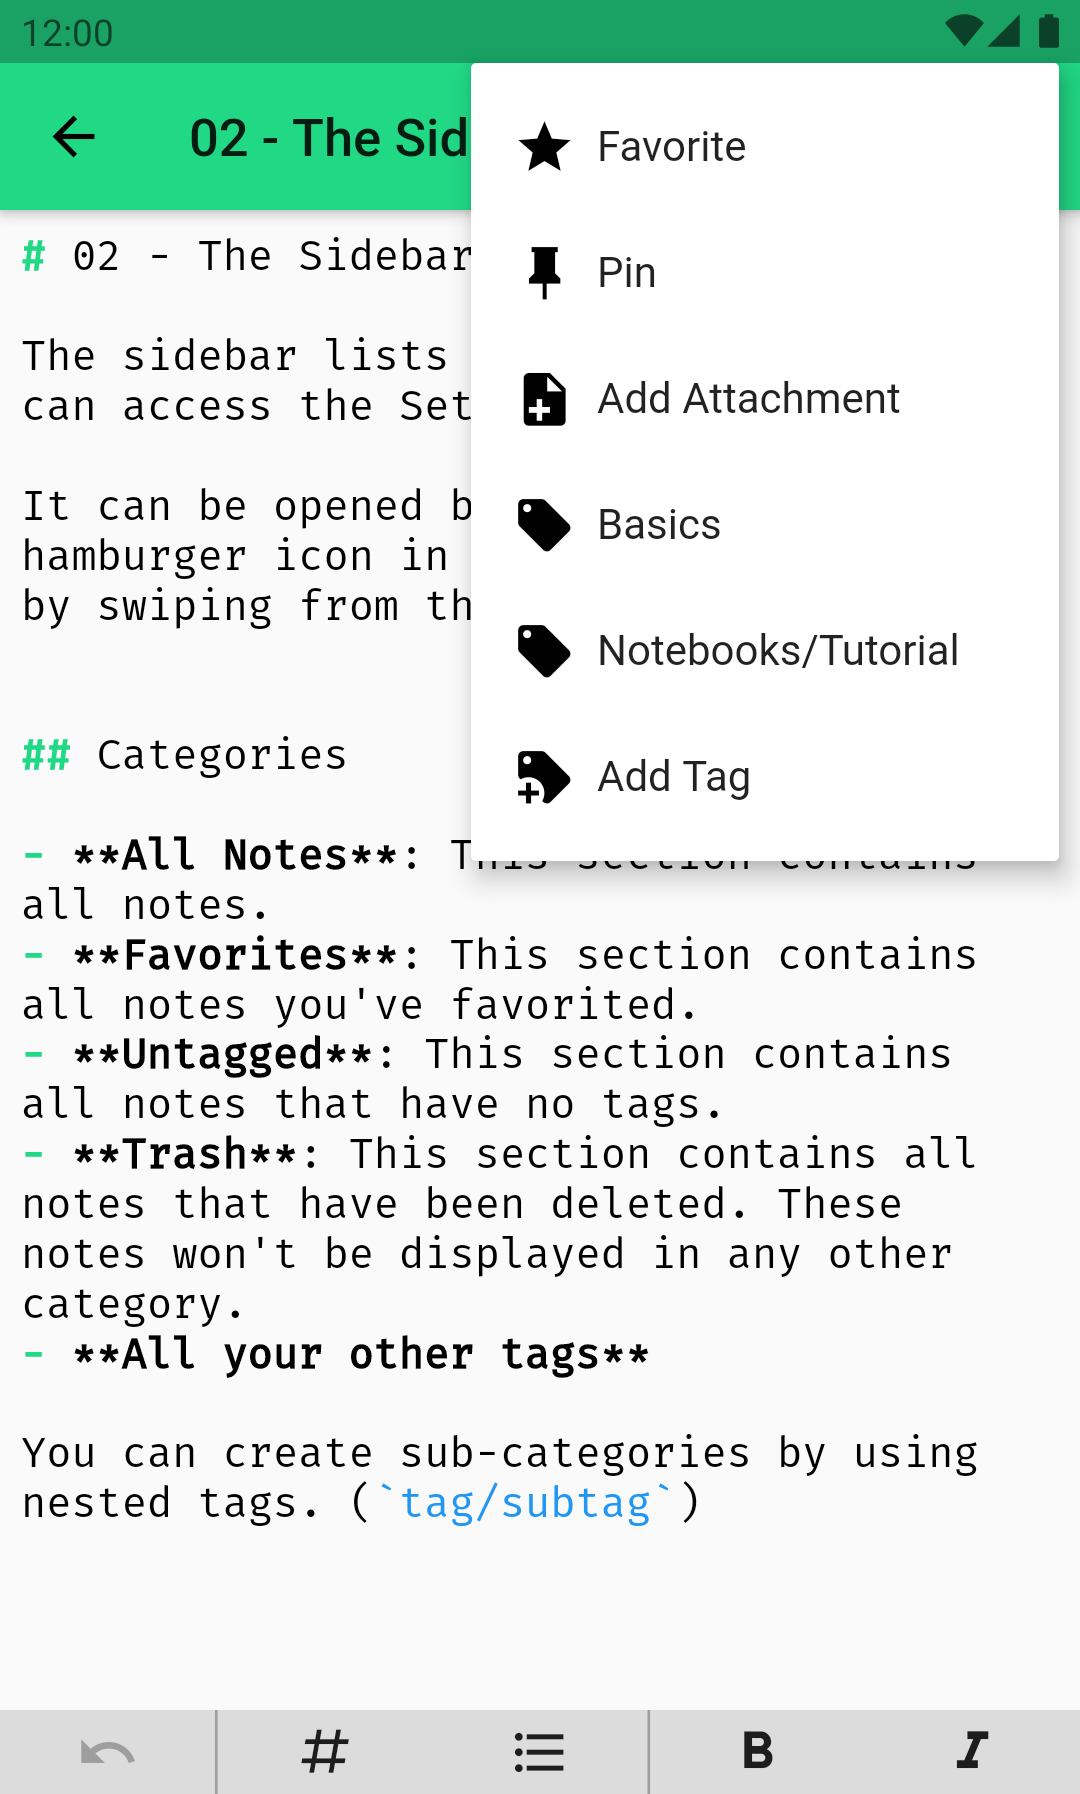 12:00
02 - The Sid
Favorite
Pin
Add Attachment
Basics
Notebooks/Tutorial
Add Tag
# 02 - The Sidebar
The sidebar lists
can access the Set
It can be opened b
hamburger icon in
by swiping from th
## Categories
- **All Notes**: This section contains
all notes.
- **Favorites**: This section contains
all notes you've favorited.
- **Untagged**: This section contains
all notes that have no tags.
- **Trash**: This section contains all
notes that have been deleted. These
notes won't be displayed in any other
category.
- **All your other tags**
You can create sub-categories by using
nested tags. (`tag/subtag`)
# B I